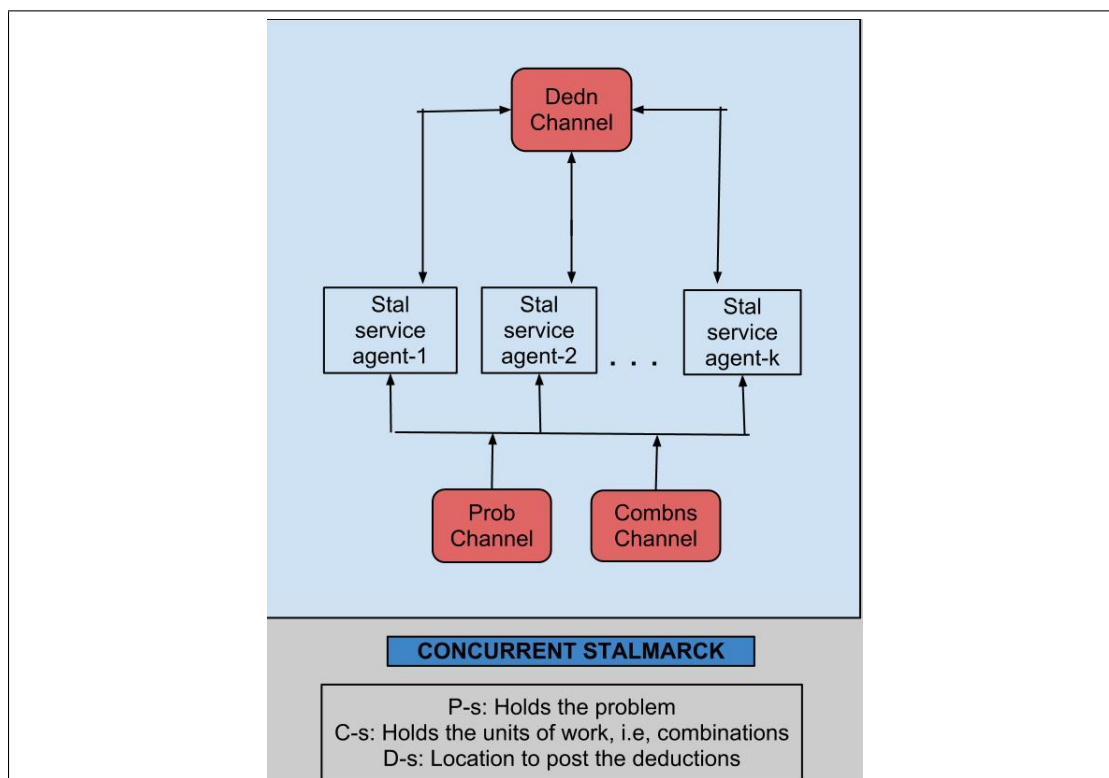 Dedn
Channel
Stal
service
agent-1
Stal
service
agent-2
. . .
Stal
service
agent-k
Prob
Channel
Combns
Channel
CONCURRENT STALMARCK
P-s: Holds the problem
C-s: Holds the units of work, i.e, combinations
D-s: Location to post the deductions